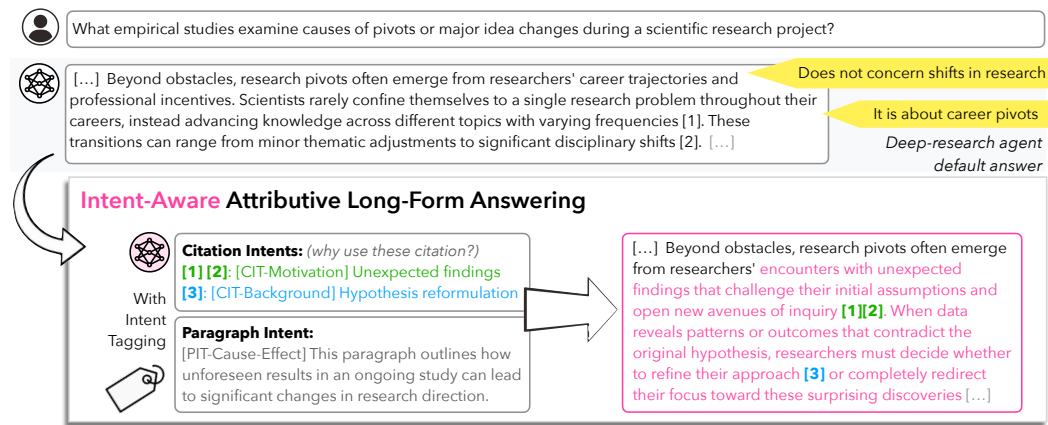 What empirical studies examine causes of pivots or major idea changes during a scientific research project?
[…] Beyond obstacles, research pivots often emerge from researchers' career trajectories and
professional incentives. Scientists rarely confine themselves to a single research problem throughout their
careers, instead advancing knowledge across different topics with varying frequencies [1]. These
transitions can range from minor thematic adjustments to significant disciplinary shifts [2]. […]
Does not concern shifts in research
It is about career pivots
Deep-research agent
default answer
Intent-Aware Attributive Long-Form Answering
With
Intent
Tagging
Citation Intents: (why use these citation?)
[1] [2]: [CIT-Motivation] Unexpected findings
[3]: [CIT-Background] Hypothesis reformulation
Paragraph Intent:
[PIT-Cause-Effect] This paragraph outlines how
unforeseen results in an ongoing study can lead
to significant changes in research direction.
[…] Beyond obstacles, research pivots often emerge
from researchers' encounters with unexpected
findings that challenge their initial assumptions and
open new avenues of inquiry [1][2]. When data
reveals patterns or outcomes that contradict the
original hypothesis, researchers must decide whether
to refine their approach [3] or completely redirect
their focus toward these surprising discoveries […]